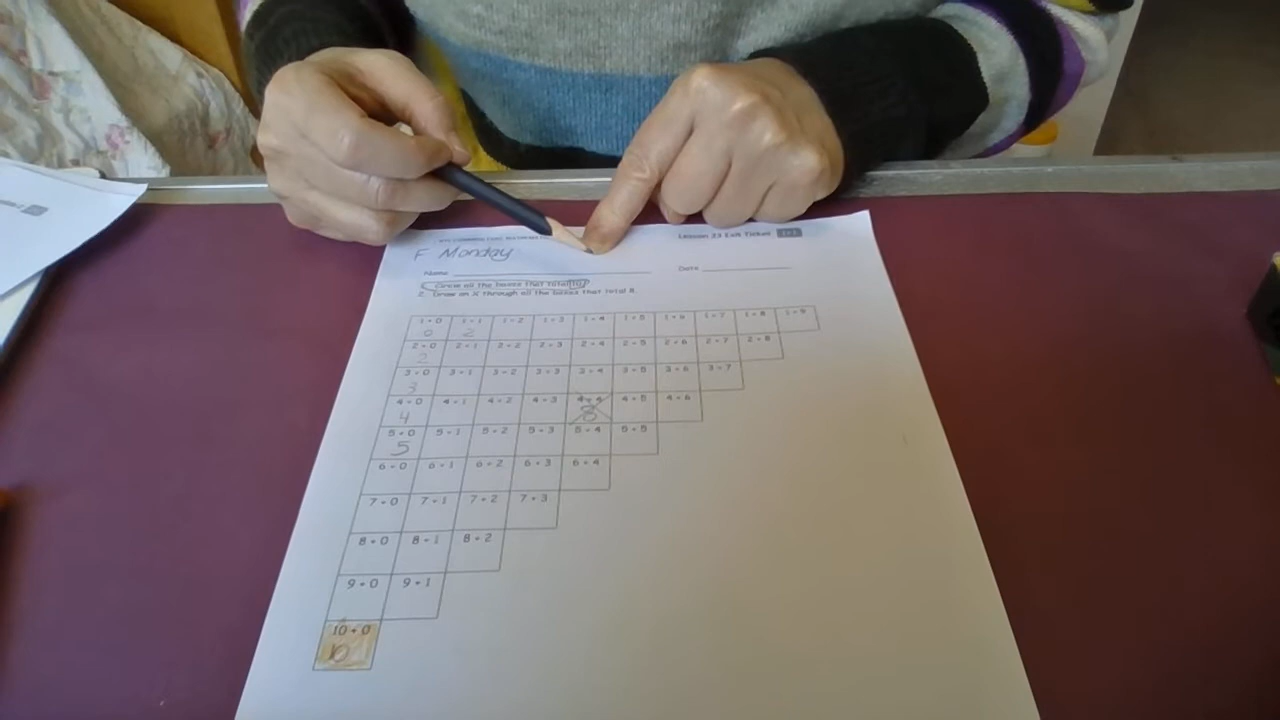 Lesson 23 Exit Ticket 1•1
F Monday
Name Date
1. Circle all the boxes that total 10.
2. Draw an X through all the boxes that total 8.
1 + 0 1 + 1 1 + 2 1 + 3 1 + 4 1 + 5 1 + 6 1 + 7 1 + 8 1 + 9
0 2
2 + 0 2 + 1 2 + 2 2 + 3 2 + 4 2 + 5 2 + 6 2 + 7 2 + 8
2
3 + 0 3 + 1 3 + 2 3 + 3 3 + 4 3 + 5 3 + 6 3 + 7
3
4 + 0 4 + 1 4 + 2 4 + 3 4 + 4 4 + 5 4 + 6
4 8
5 + 0 5 + 1 5 + 2 5 + 3 5 + 4 5 + 5
5
6 + 0 6 + 1 6 + 2 6 + 3 6 + 4
7 + 0 7 + 1 7 + 2 7 + 3
8 + 0 8 + 1 8 + 2
9 + 0 9 + 1
10 + 0
10